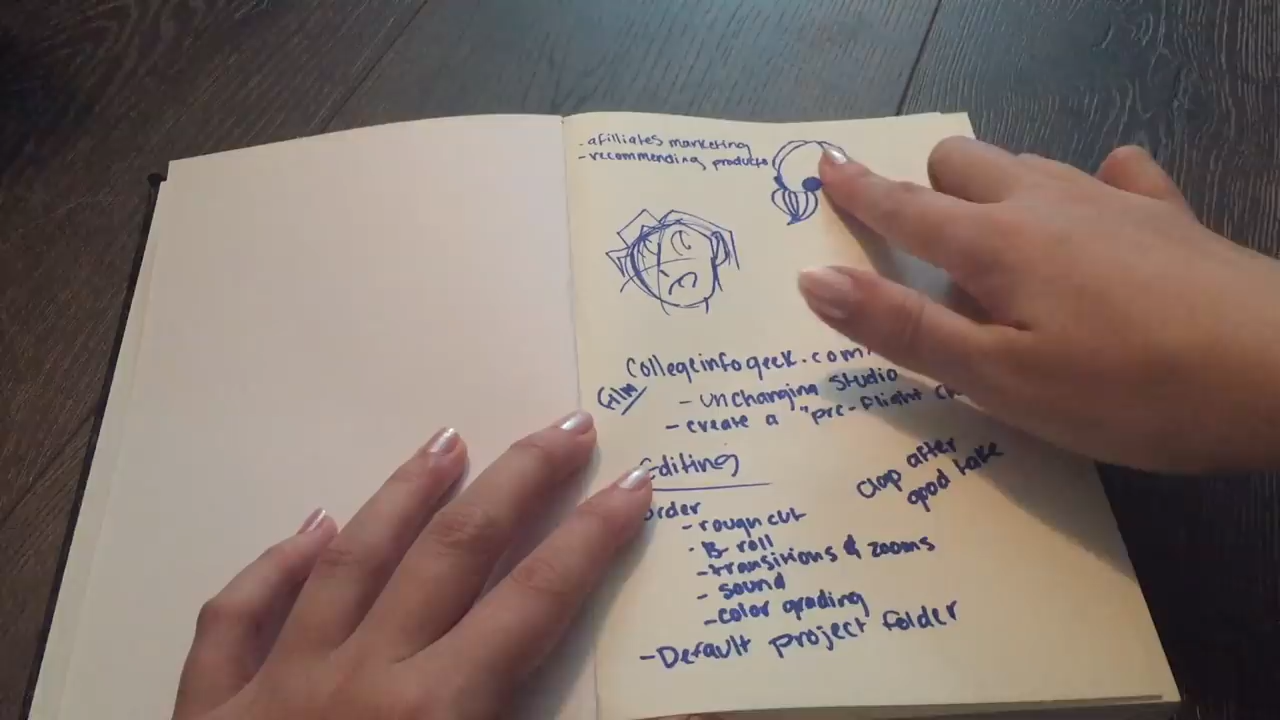 - afilliates marketing
- recommending products
collegeinfogeek.com
Film
- unchanging studio
- create a "pre-flight
Editing
clap after
good take
order
- rough cut
- B roll
- transitions & zooms
- sound
- color grading
- Default project folder